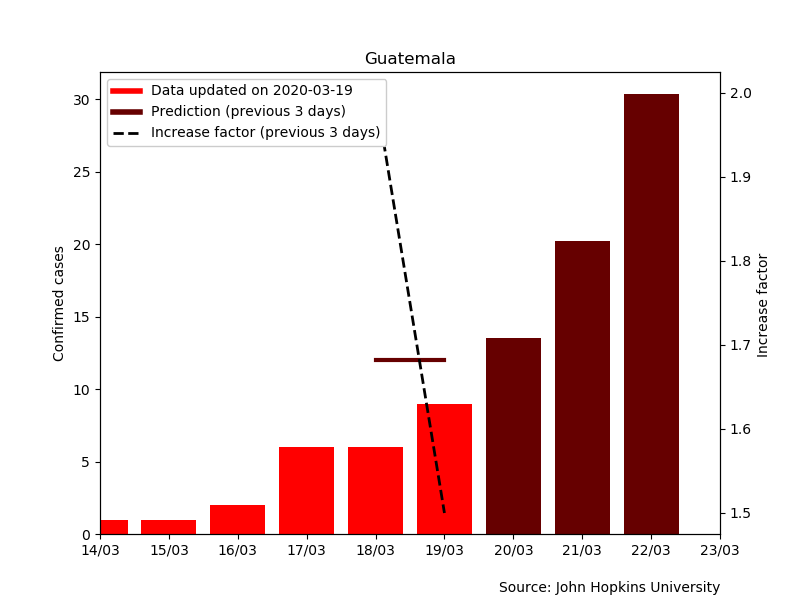 Guatemala
Data updated on 2020-03-19
Prediction (previous 3 days)
Increase factor (previous 3 days)
Confirmed cases
30
25
20
15
10
5
0
2.0
1.9
1.8
1.7
1.6
1.5
Increase factor
14/03 15/03 16/03 17/03 18/03 19/03 20/03 21/03 22/03 23/03
Source: John Hopkins University